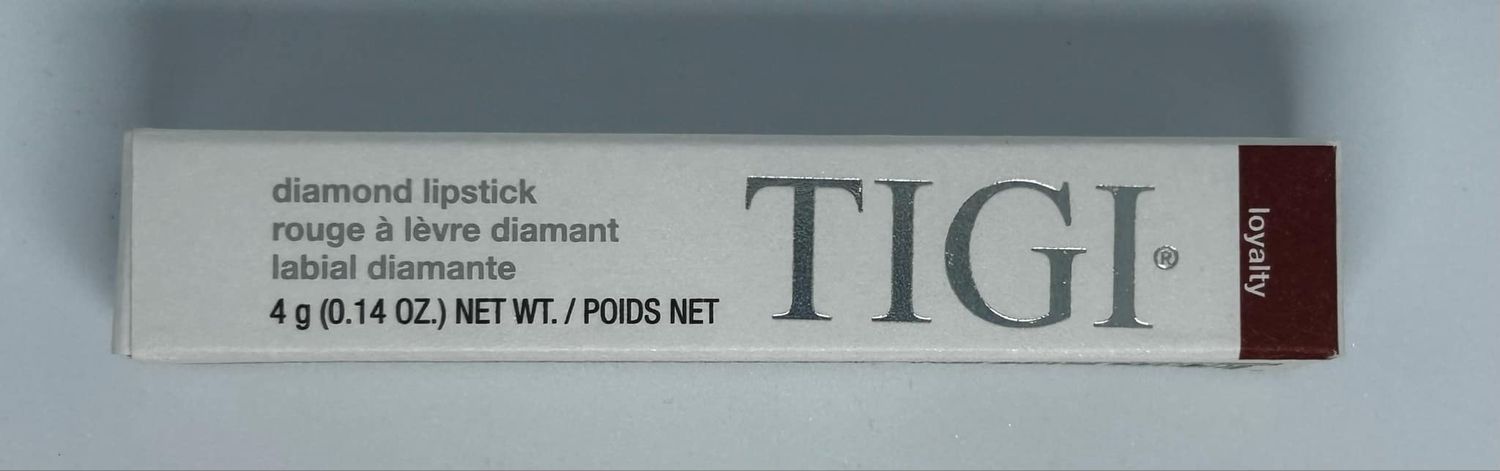 diamond lipstick
rouge à lèvre diamant
labial diamante
4 g (0.14 OZ.) NET WT. / POIDS NET
TIGI®
loyalty